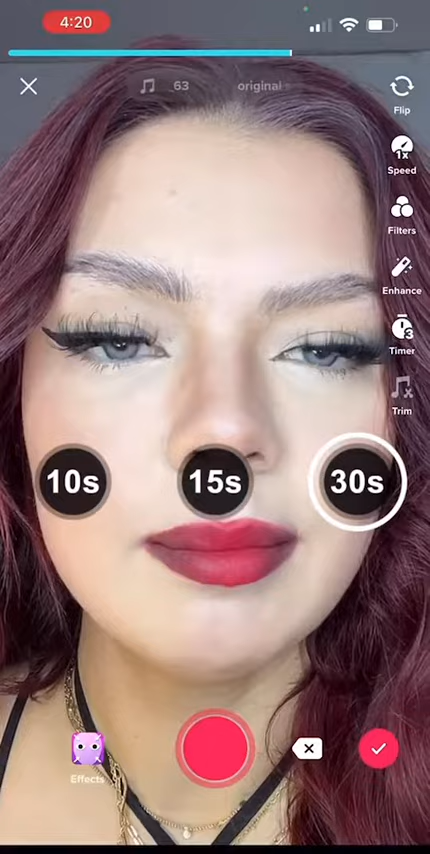 4:20
63 original
Flip
1x
Speed
Filters
Enhance
3
Timer
Trim
10s 15s 30s
Effects